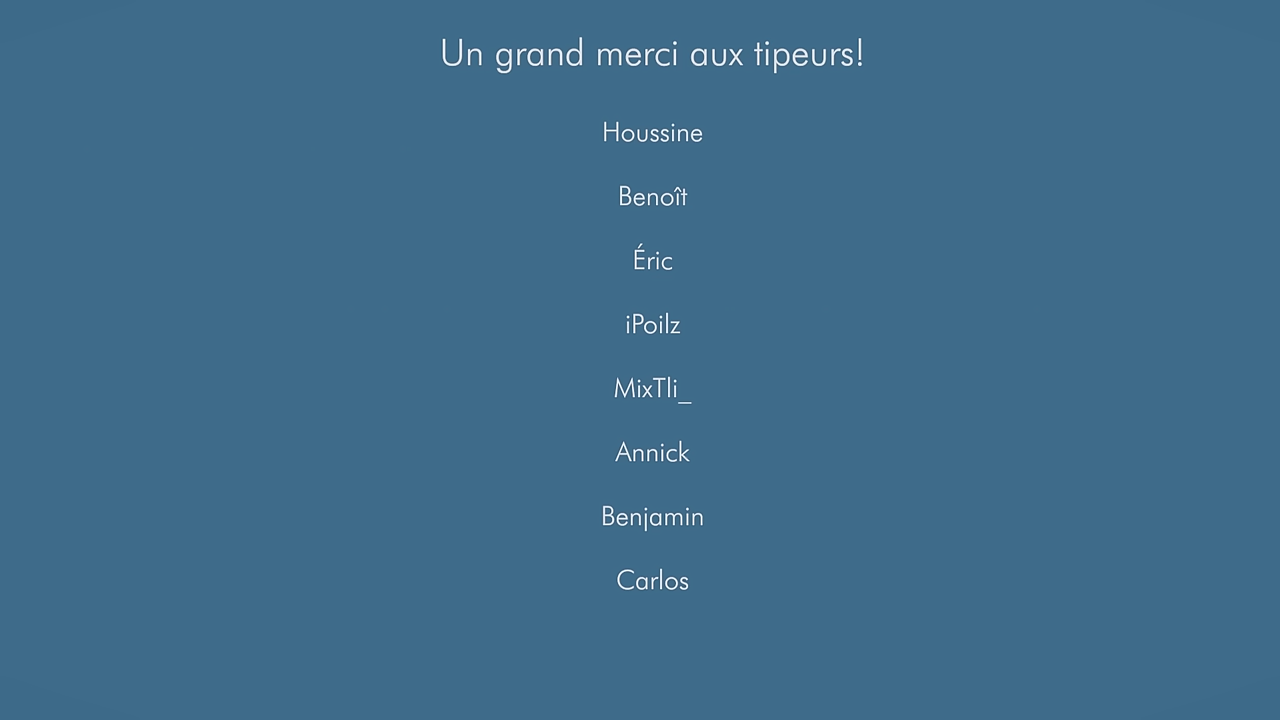 Un grand merci aux tipeurs!
Houssine
Benoît
Éric
iPoilz
MixTli_
Annick
Benjamin
Carlos